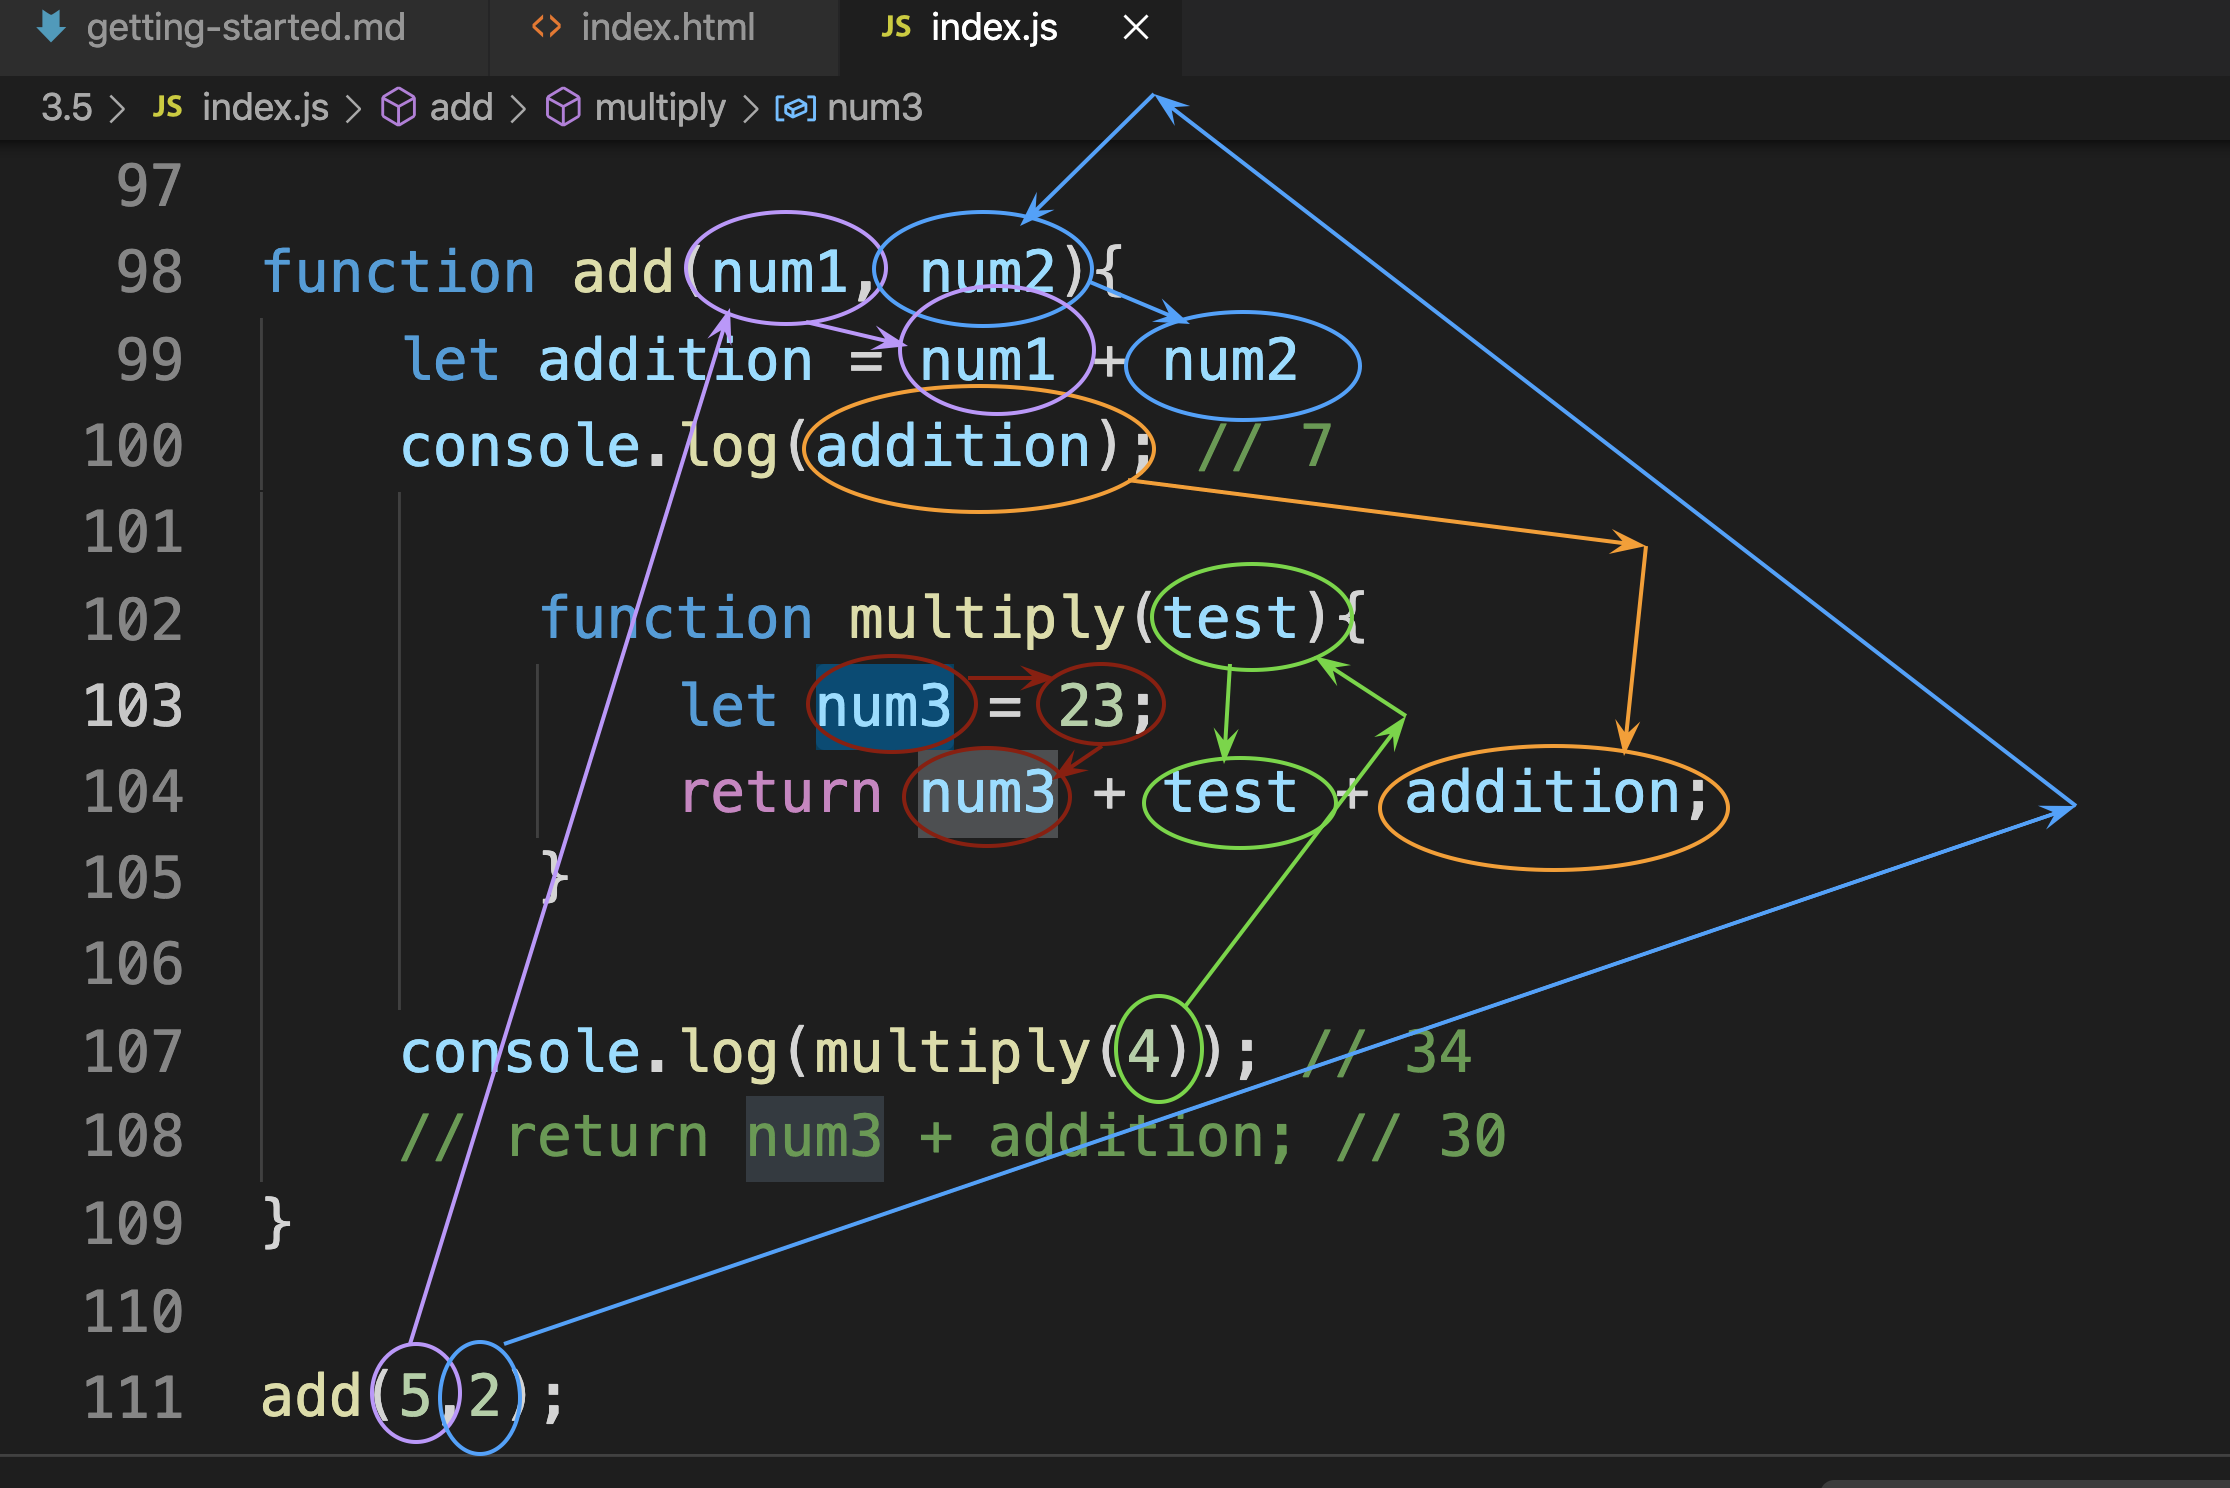 getting-started.md index.html JS index.js
3.5 > JS index.js > add > multiply > num3
97
98 function add(num1, num2){
99 let addition = num1 + num2
100 console.log(addition); // 7
101
102 function multiply(test){
103 let num3 = 23;
104 return num3 + test + addition;
105 }
106
107 console.log(multiply(4)); // 34
108 // return num3 + addition; // 30
109 }
110
111 add(5,2);